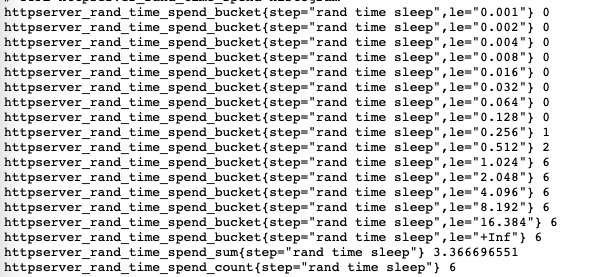 httpserver_rand_time_spend_bucket{step="rand time sleep",le="0.001"} 0
httpserver_rand_time_spend_bucket{step="rand time sleep",le="0.002"} 0
httpserver_rand_time_spend_bucket{step="rand time sleep",le="0.004"} 0
httpserver_rand_time_spend_bucket{step="rand time sleep",le="0.008"} 0
httpserver_rand_time_spend_bucket{step="rand time sleep",le="0.016"} 0
httpserver_rand_time_spend_bucket{step="rand time sleep",le="0.032"} 0
httpserver_rand_time_spend_bucket{step="rand time sleep",le="0.064"} 0
httpserver_rand_time_spend_bucket{step="rand time sleep",le="0.128"} 0
httpserver_rand_time_spend_bucket{step="rand time sleep",le="0.256"} 1
httpserver_rand_time_spend_bucket{step="rand time sleep",le="0.512"} 2
httpserver_rand_time_spend_bucket{step="rand time sleep",le="1.024"} 6
httpserver_rand_time_spend_bucket{step="rand time sleep",le="2.048"} 6
httpserver_rand_time_spend_bucket{step="rand time sleep",le="4.096"} 6
httpserver_rand_time_spend_bucket{step="rand time sleep",le="8.192"} 6
httpserver_rand_time_spend_bucket{step="rand time sleep",le="16.384"} 6
httpserver_rand_time_spend_bucket{step="rand time sleep",le="+Inf"} 6
httpserver_rand_time_spend_sum{step="rand time sleep"} 3.366696551
httpserver_rand_time_spend_count{step="rand time sleep"} 6